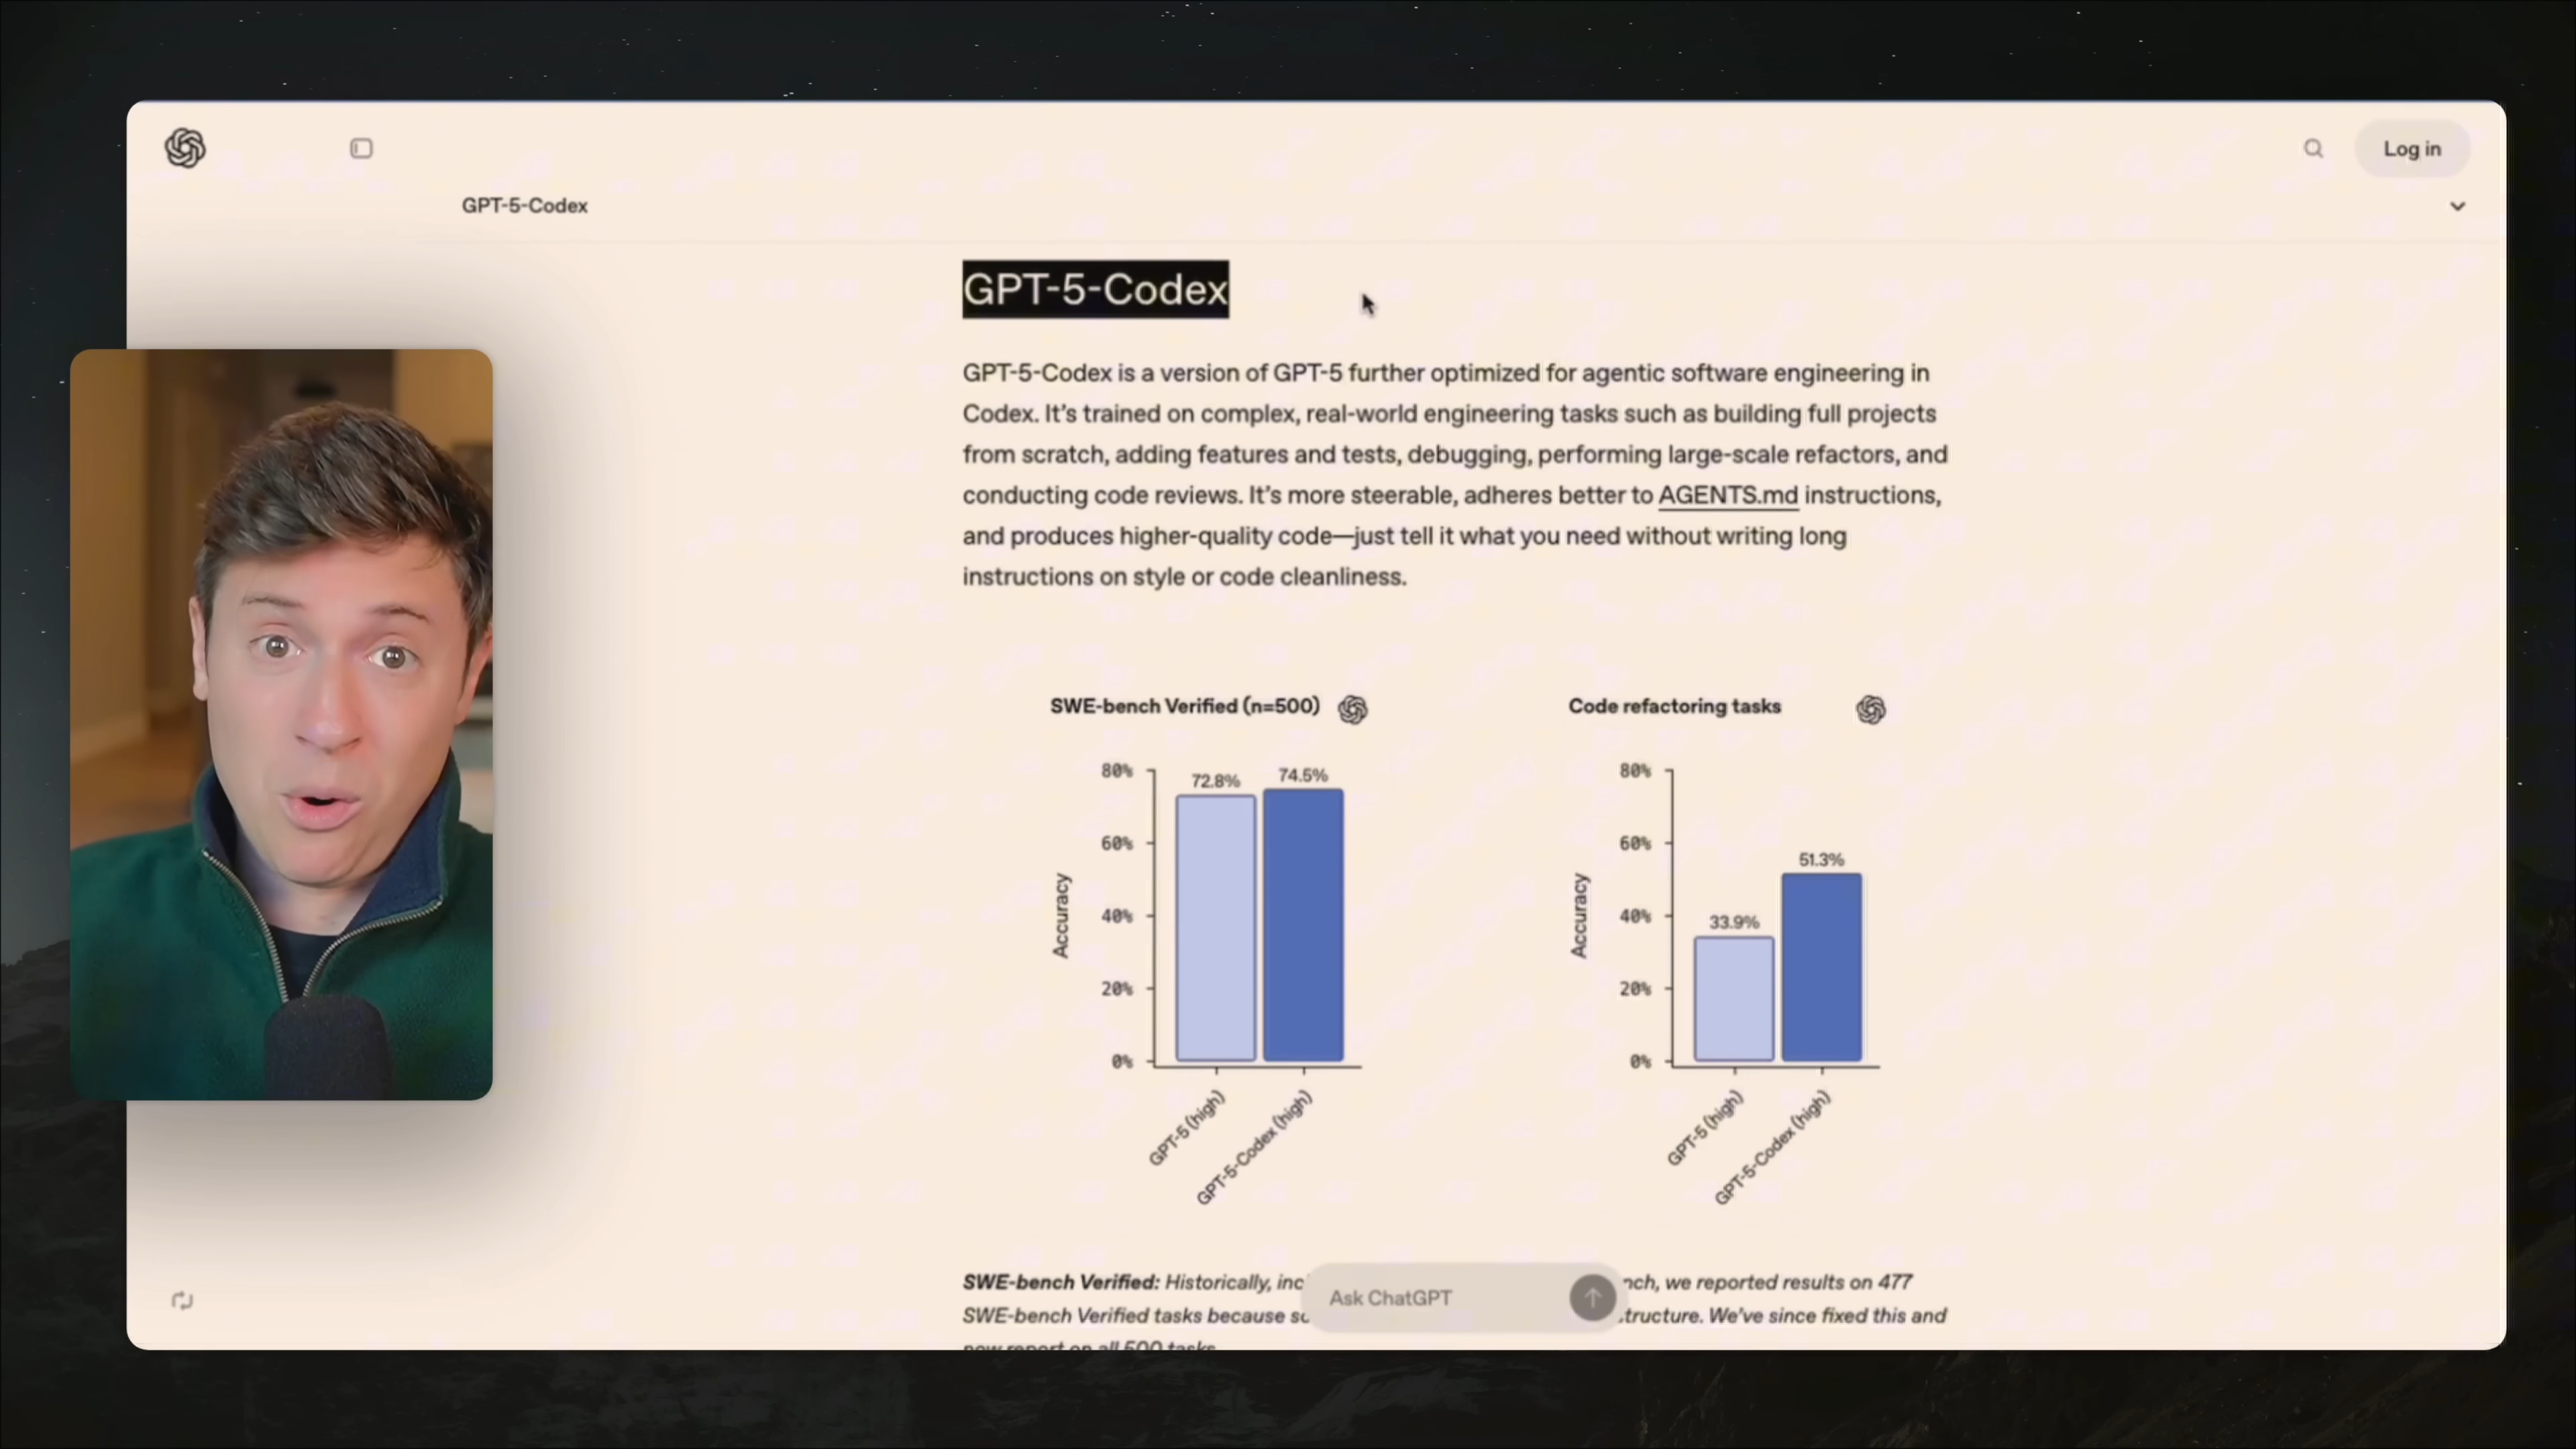 Log in
GPT-5-Codex
GPT-5-Codex
GPT-5-Codex is a version of GPT-5 further optimized for agentic software engineering in
Codex. It’s trained on complex, real-world engineering tasks such as building full projects
from scratch, adding features and tests, debugging, performing large-scale refactors, and
conducting code reviews. It’s more steerable, adheres better to AGENTS.md instructions,
and produces higher-quality code—just tell it what you need without writing long
instructions on style or code cleanliness.
SWE-bench Verified (n=500)
80%
60%
40%
20%
0%
Accuracy
72.8%
74.5%
GPT-5 (high)
GPT-5-Codex (high)
Code refactoring tasks
80%
60%
40%
20%
0%
Accuracy
33.9%
51.3%
GPT-5 (high)
GPT-5-Codex (high)
SWE-bench Verified: Historically, we reported results on 477
SWE-bench Verified tasks because We’ve since fixed this and
now report on all 500 tasks
Ask ChatGPT